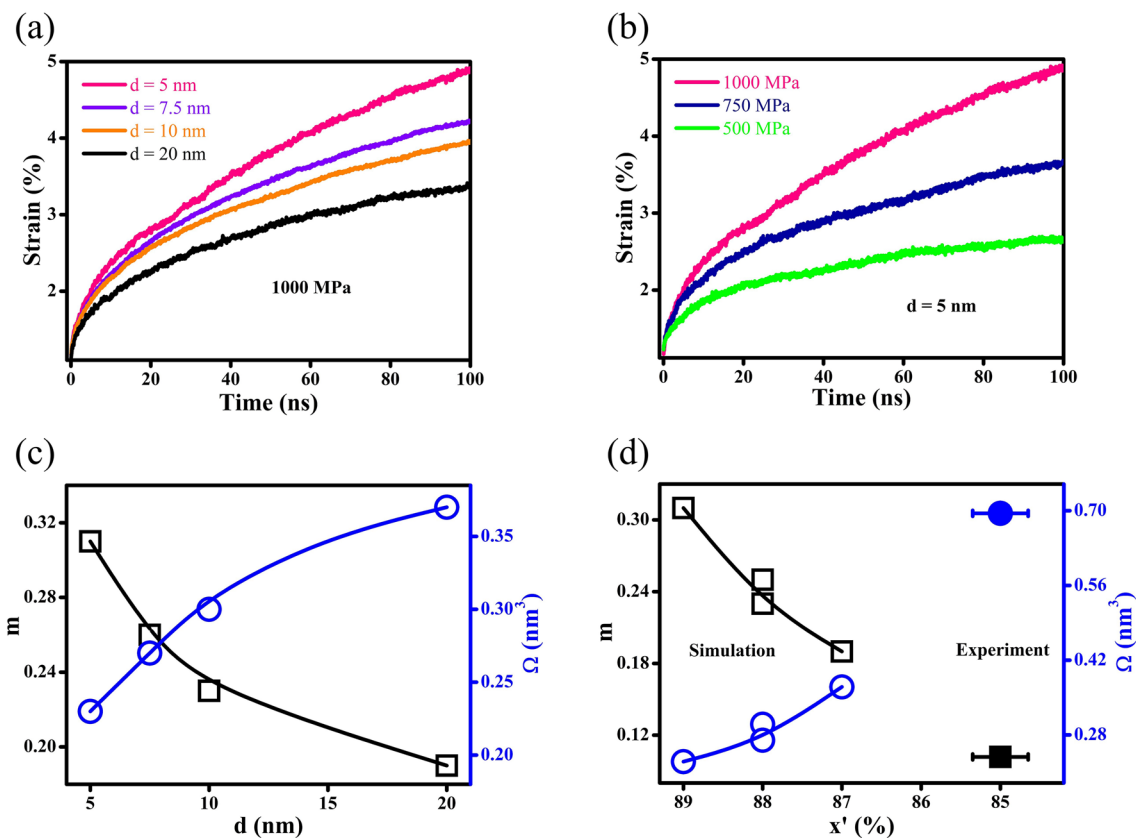 (a)
5
4
3
2
Strain (%)
d = 5 nm
d = 7.5 nm
d = 10 nm
d = 20 nm
1000 MPa
0 20 40 60 80 100
Time (ns)
(b)
5
4
3
2
Strain (%)
1000 MPa
750 MPa
500 MPa
d = 5 nm
0 20 40 60 80 100
Time (ns)
(c)
0.32
0.28
0.24
0.20
m
0.35
0.30
0.25
0.20
Ω (nm³)
5 10 15 20
d (nm)
(d)
0.30
0.24
0.18
0.12
m
Simulation
Experiment
0.70
0.56
0.42
0.28
Ω (nm³)
89 88 87 86 85
x' (%)